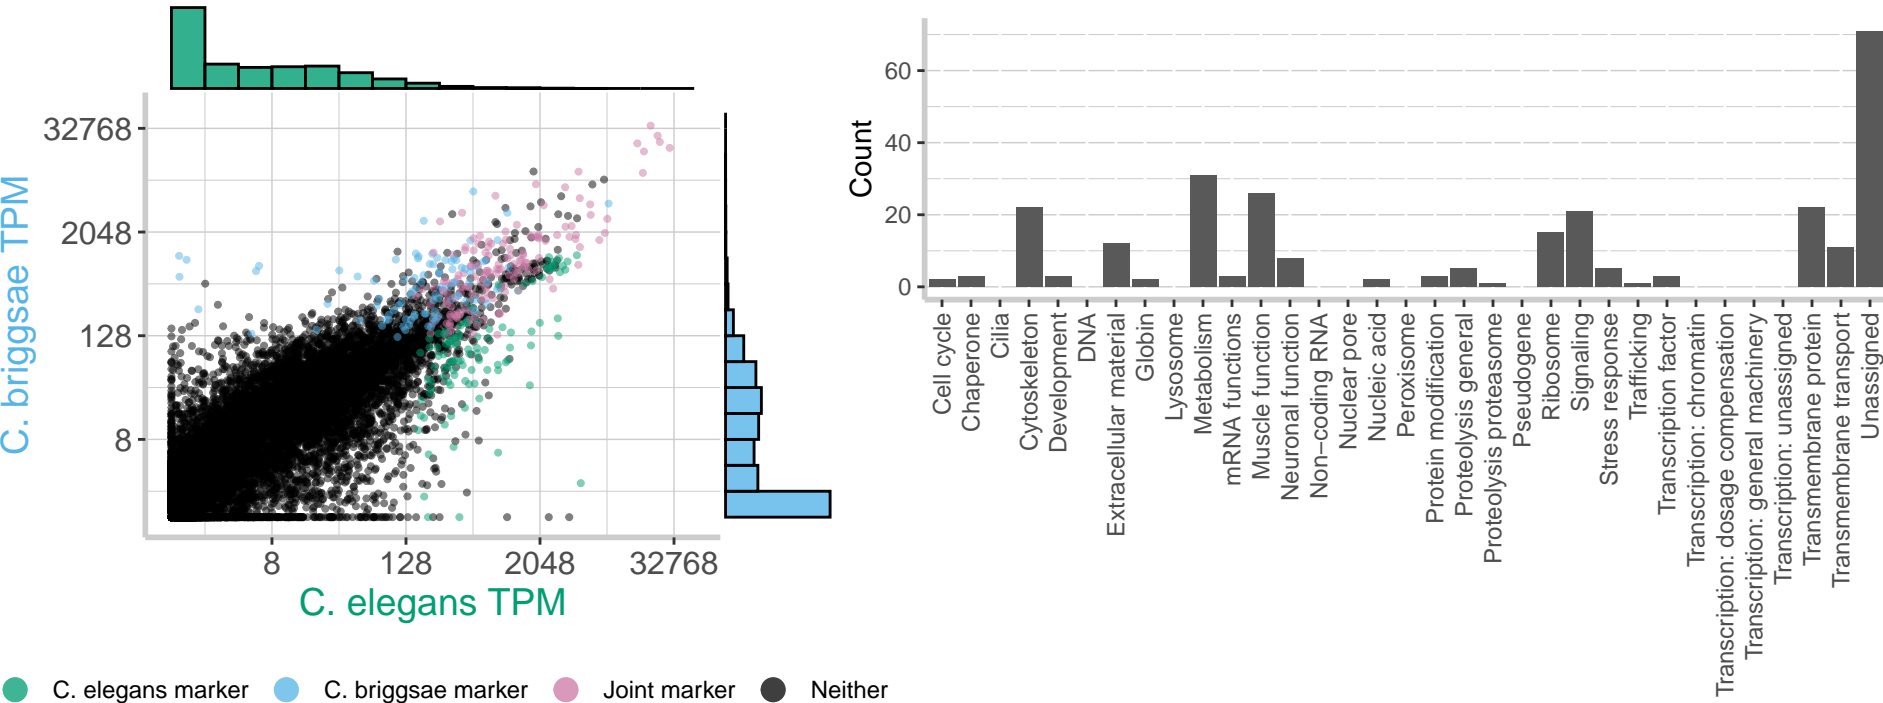 32768
2048
128
8
C. briggsae TPM
8
128
2048
32768
C. elegans TPM
C. elegans marker
C. briggsae marker
Joint marker
Neither
Count
60
40
20
0
Cell cycle
Chaperone
Cilia
Cytoskeleton
Development
DNA
Extracellular material
Globin
Lysosome
Metabolism
mRNA functions
Muscle function
Neuronal function
Non−coding RNA
Nuclear pore
Nucleic acid
Peroxisome
Protein modification
Proteolysis general
Proteolysis proteasome
Pseudogene
Ribosome
Signaling
Stress response
Trafficking
Transcription factor
Transcription: chromatin
Transcription: dosage compensation
Transcription: general machinery
Transcription: unassigned
Transmembrane protein
Transmembrane transport
Unassigned